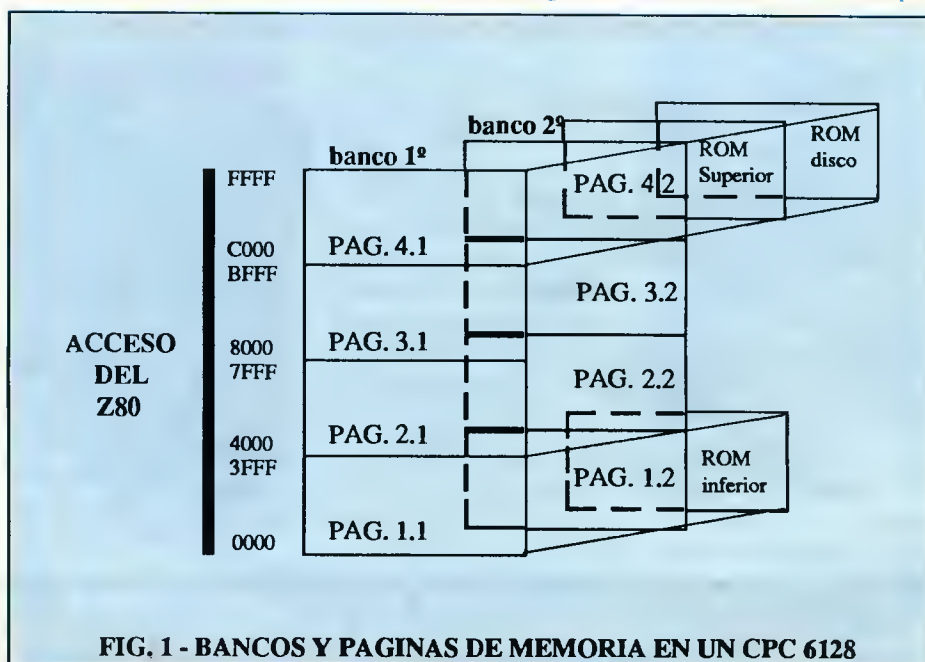 banco 1º
banco 2º
ROM
disco
ROM
Superior
FFFF
PAG. 4.2
C000
PAG. 4.1
BFFF
PAG. 3.2
ACCESO
DEL
Z80
8000
PAG. 3.1
7FFF
PAG. 2.2
4000
PAG. 2.1
3FFF
PAG. 1.2
ROM
inferior
0000
PAG. 1.1
FIG. 1 - BANCOS Y PAGINAS DE MEMORIA EN UN CPC 6128